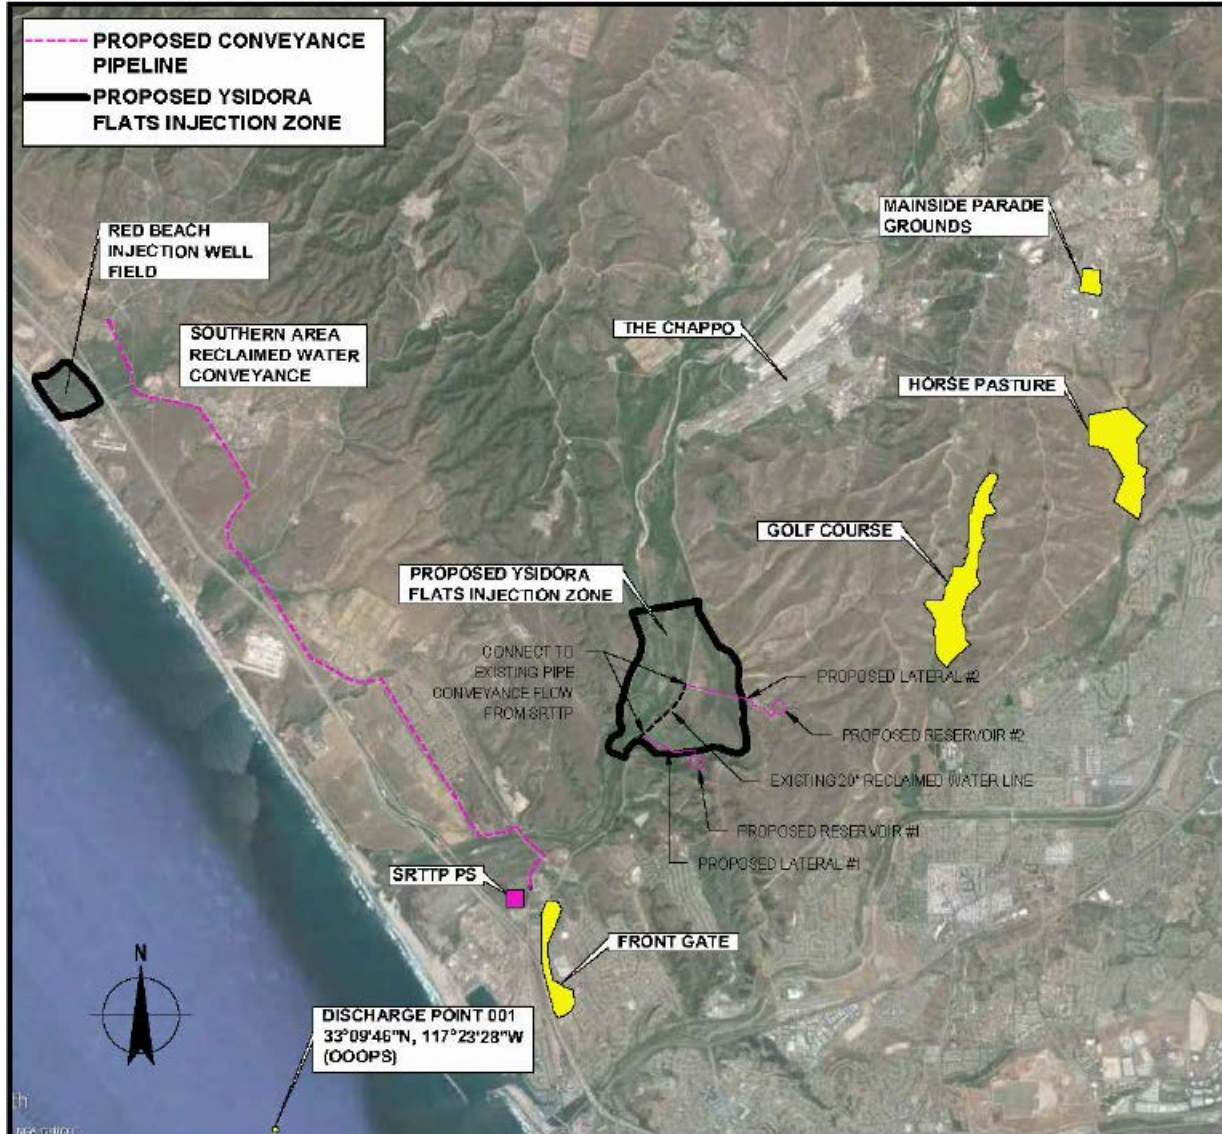 PROPOSED CONVEYANCE
PIPELINE
PROPOSED YSIDORA
FLATS INJECTION ZONE
RED BEACH
INJECTION WELL
FIELD
SOUTHERN AREA
RECLAIMED WATER
CONVEYANCE
MAINSIDE PARADE
GROUNDS
THE CHAPPO
HORSE PASTURE
GOLF COURSE
PROPOSED YSIDORA
FLATS INJECTION ZONE
CONNECT TO
EXISTING PIPE
CONVEYANCE FLOW
FROM SRTTP
PROPOSED LATERAL #2
PROPOSED RESERVOIR #2
EXISTING 20" RECLAIMED WATER LINE
PROPOSED RESERVOIR #1
PROPOSED LATERAL #1
SRTTP PS
FRONT GATE
N
DISCHARGE POINT 001
33°09'46"N, 117°23'28"W
(OOOPS)